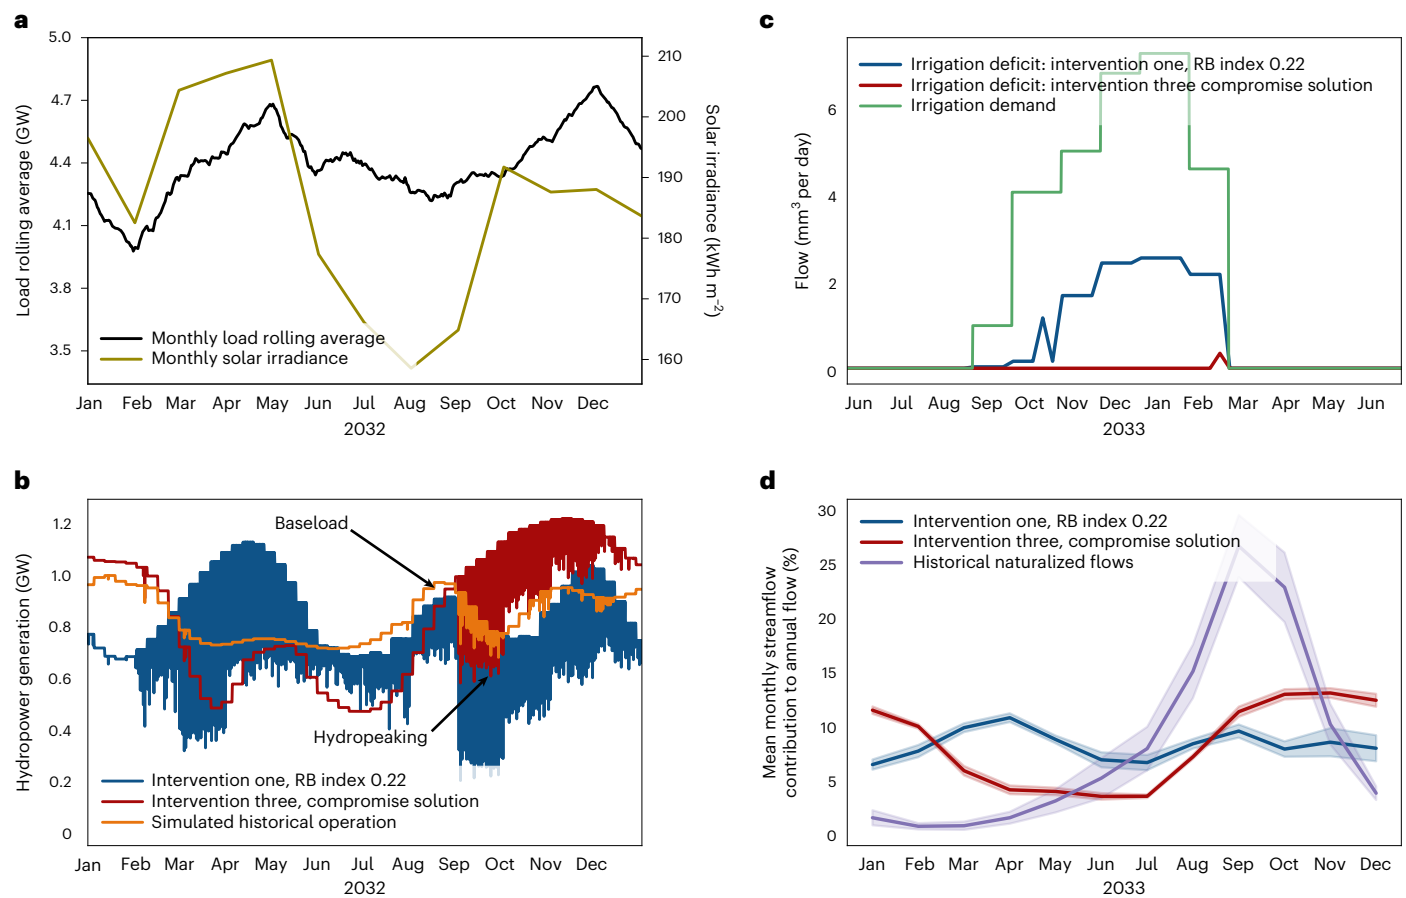 a
5.0
4.7
4.4
4.1
3.8
3.5
Load rolling average (GW)
210
200
190
180
170
160
Solar irradiance (kWh m⁻²)
Monthly load rolling average
Monthly solar irradiance
Jan Feb Mar Apr May Jun Jul Aug Sep Oct Nov Dec
2032
c
6
4
2
0
Flow (mm³ per day)
Irrigation deficit: intervention one, RB index 0.22
Irrigation deficit: intervention three compromise solution
Irrigation demand
Jun Jul Aug Sep Oct Nov Dec Jan Feb Mar Apr May Jun
2033
b
1.2
1.0
0.8
0.6
0.4
0.2
0
Hydropower generation (GW)
Baseload
Hydropeaking
Intervention one, RB index 0.22
Intervention three, compromise solution
Simulated historical operation
Jan Feb Mar Apr May Jun Jul Aug Sep Oct Nov Dec
2032
d
30
25
20
15
10
5
0
Mean monthly streamflow
contribution to annual flow (%)
Intervention one, RB index 0.22
Intervention three, compromise solution
Historical naturalized flows
Jan Feb Mar Apr May Jun Jul Aug Sep Oct Nov Dec
2033